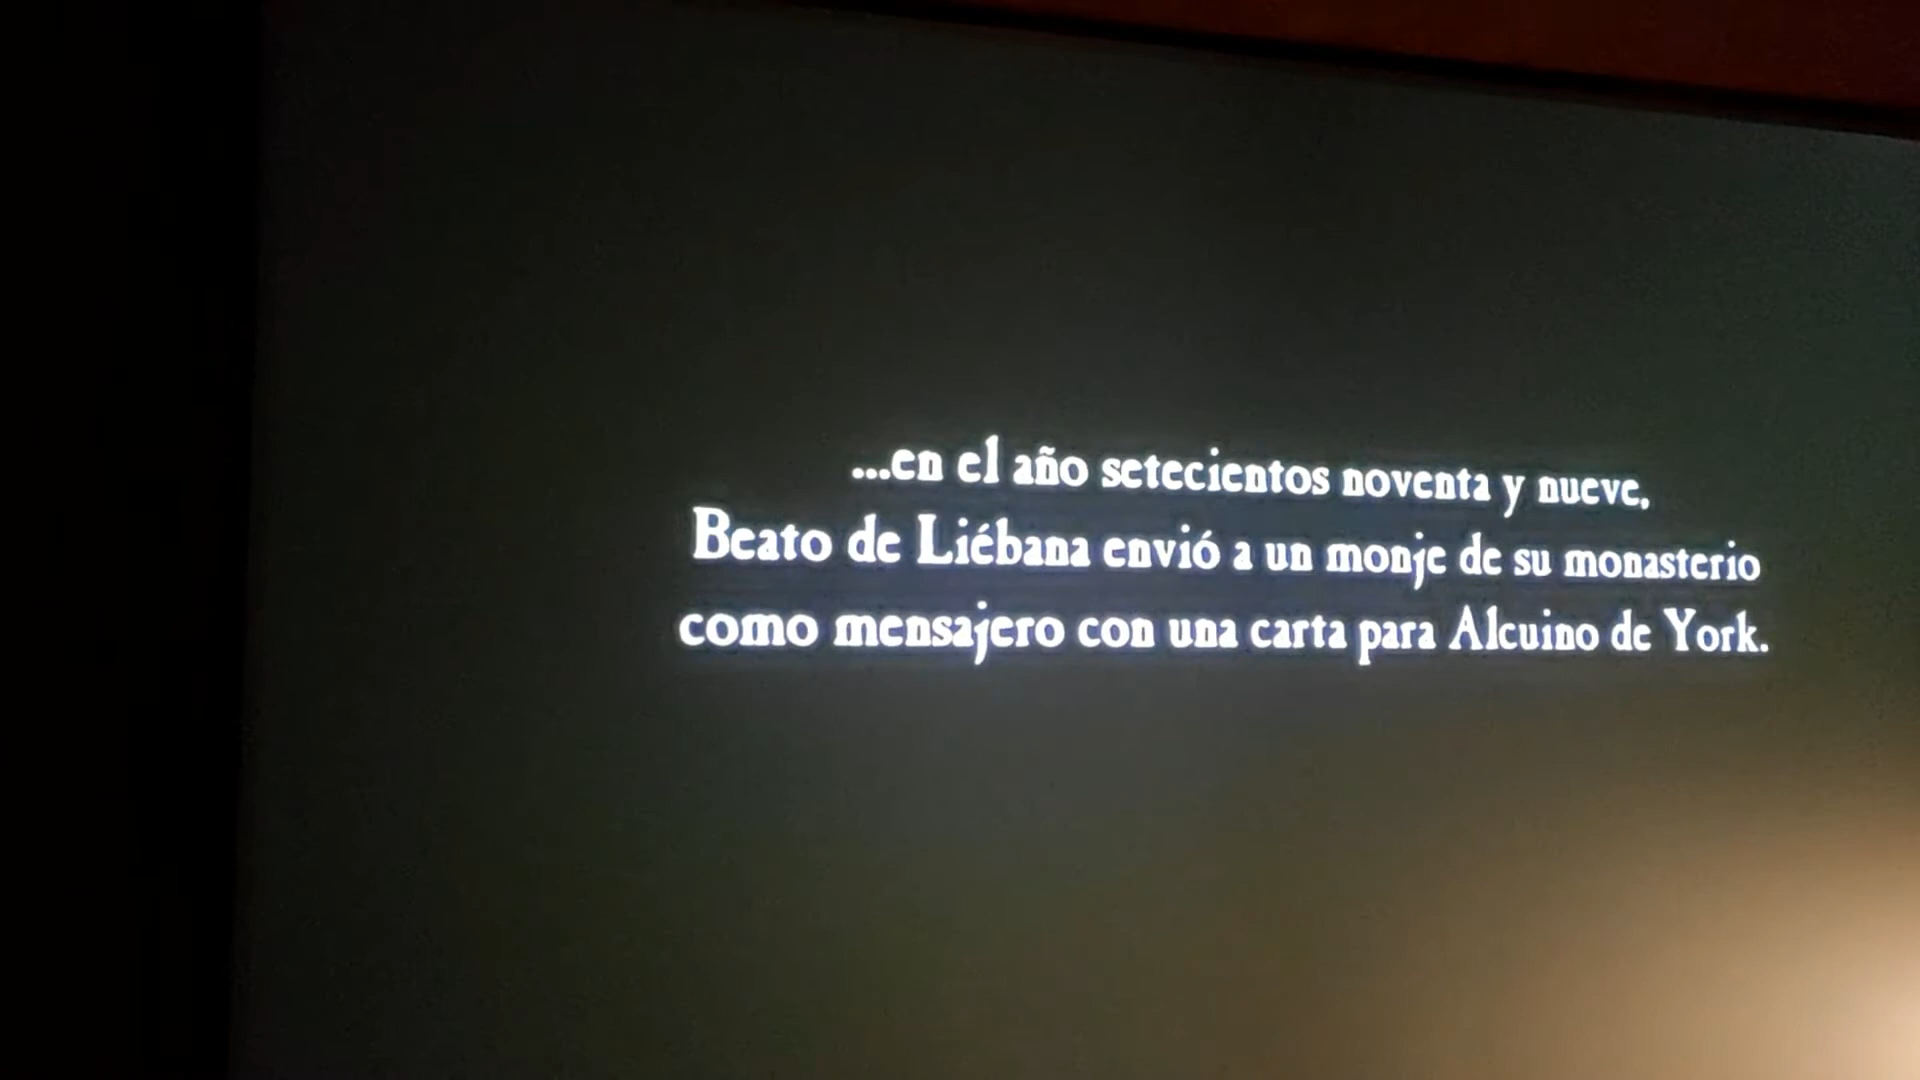 ...en el año setecientos noventa y nueve,
Beato de Liébana envió a un monje de su monasterio
como mensajero con una carta para Alcuino de York.